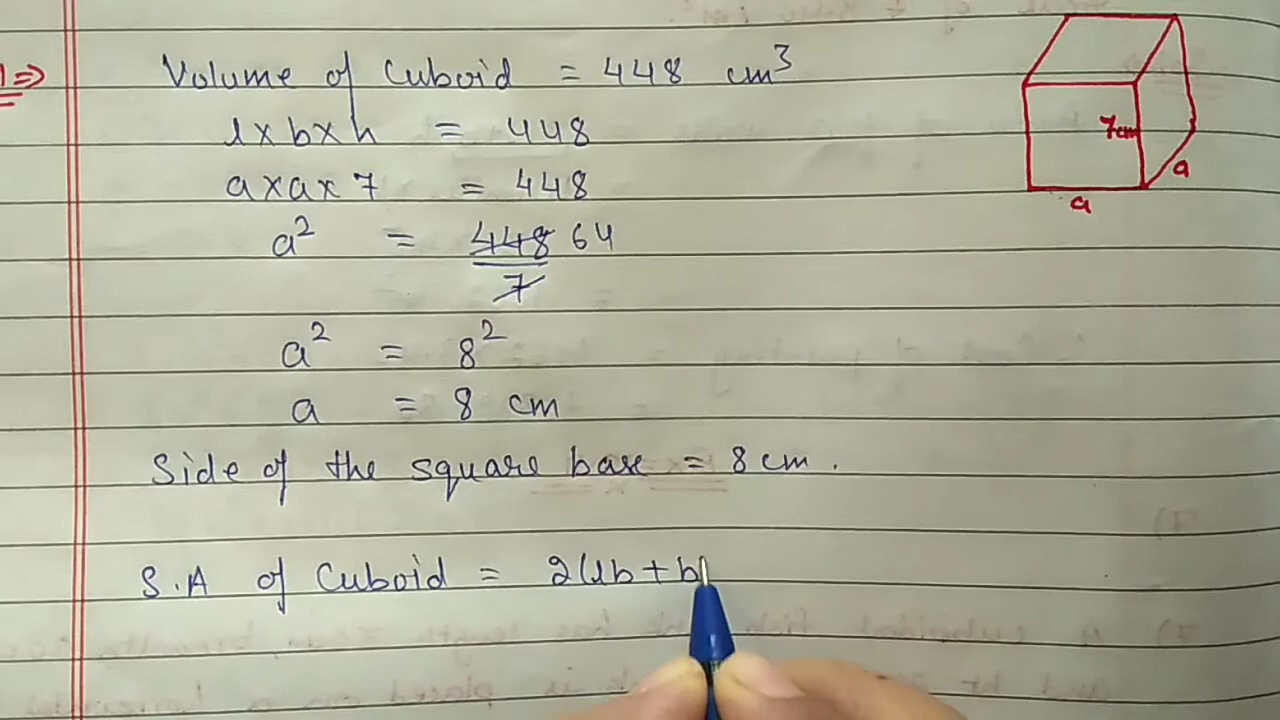 1⇒ Volume of Cuboid = 448 cm³
l×b×h = 448
a×a×7 = 448
a² = 448/7 64
a² = 8²
a = 8 cm
Side of the square base = 8 cm.
S.A of Cuboid = 2(lb+b
7cm
a
a